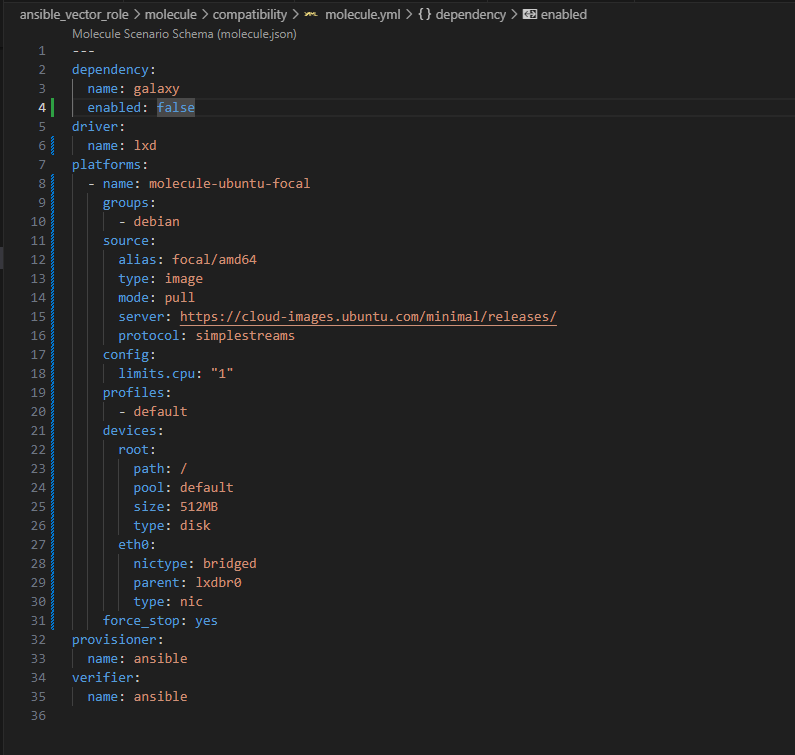 ansible_vector_role > molecule > compatibility > molecule.yml > {} dependency > enabled
Molecule Scenario Schema (molecule.json)
1 ---
2 dependency:
3   name: galaxy
4   enabled: false
5 driver:
6   name: lxd
7 platforms:
8   - name: molecule-ubuntu-focal
9     groups:
10       - debian
11     source:
12       alias: focal/amd64
13       type: image
14       mode: pull
15       server: https://cloud-images.ubuntu.com/minimal/releases/
16       protocol: simplestreams
17     config:
18       limits.cpu: "1"
19     profiles:
20       - default
21     devices:
22       root:
23         path: /
24         pool: default
25         size: 512MB
26         type: disk
27       eth0:
28         nictype: bridged
29         parent: lxdbr0
30         type: nic
31     force_stop: yes
32 provisioner:
33   name: ansible
34 verifier:
35   name: ansible
36